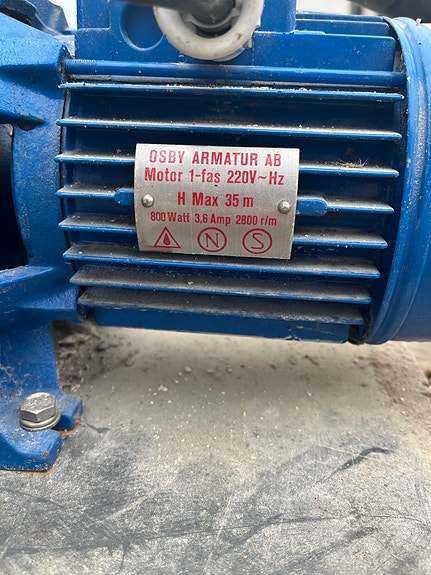 OSBY ARMATUR AB
Motor 1-fas 220V~Hz
H Max 35 m
800 Watt 3,6 Amp 2800 r/m
N S